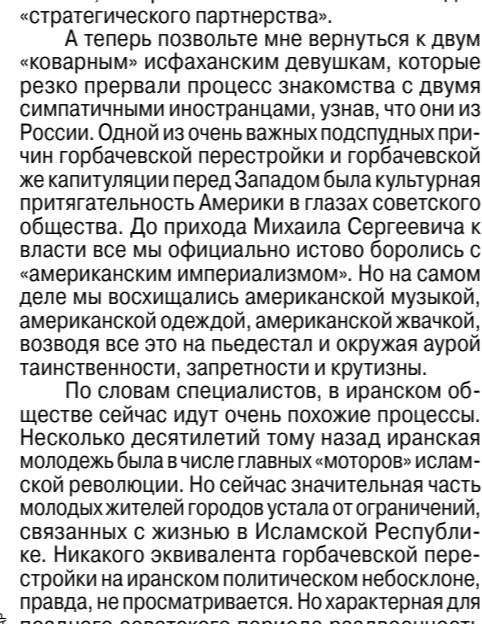 «стратегического партнерства».
А теперь позвольте мне вернуться к двум
«коварным» исфаханским девушкам, которые
резко прервали процесс знакомства с двумя
симпатичными иностранцами, узнав, что они из
России. Одной из очень важных подспудных при-
чин горбачевской перестройки и горбачевской
же капитуляции перед Западом была культурная
притягательность Америки в глазах советского
общества. До прихода Михаила Сергеевича к
власти все мы официально истово боролись с
«американским империализмом». Но на самом
деле мы восхищались американской музыкой,
американской одеждой, американской жвачкой,
возводя все это на пьедестал и окружая аурой
таинственности, запретности и крутизны.
По словам специалистов, в иранском об-
ществе сейчас идут очень похожие процессы.
Несколько десятилетий тому назад иранская
молодежь была в числе главных «моторов» ислам-
ской революции. Но сейчас значительная часть
молодых жителей городов устала от ограничений,
связанных с жизнью в Исламской Республи-
ке. Никакого эквивалента горбачевской пере-
стройки на иранском политическом небосклоне,
правда, не просматривается. Но характерная для
позднего советского периода раздвоенность